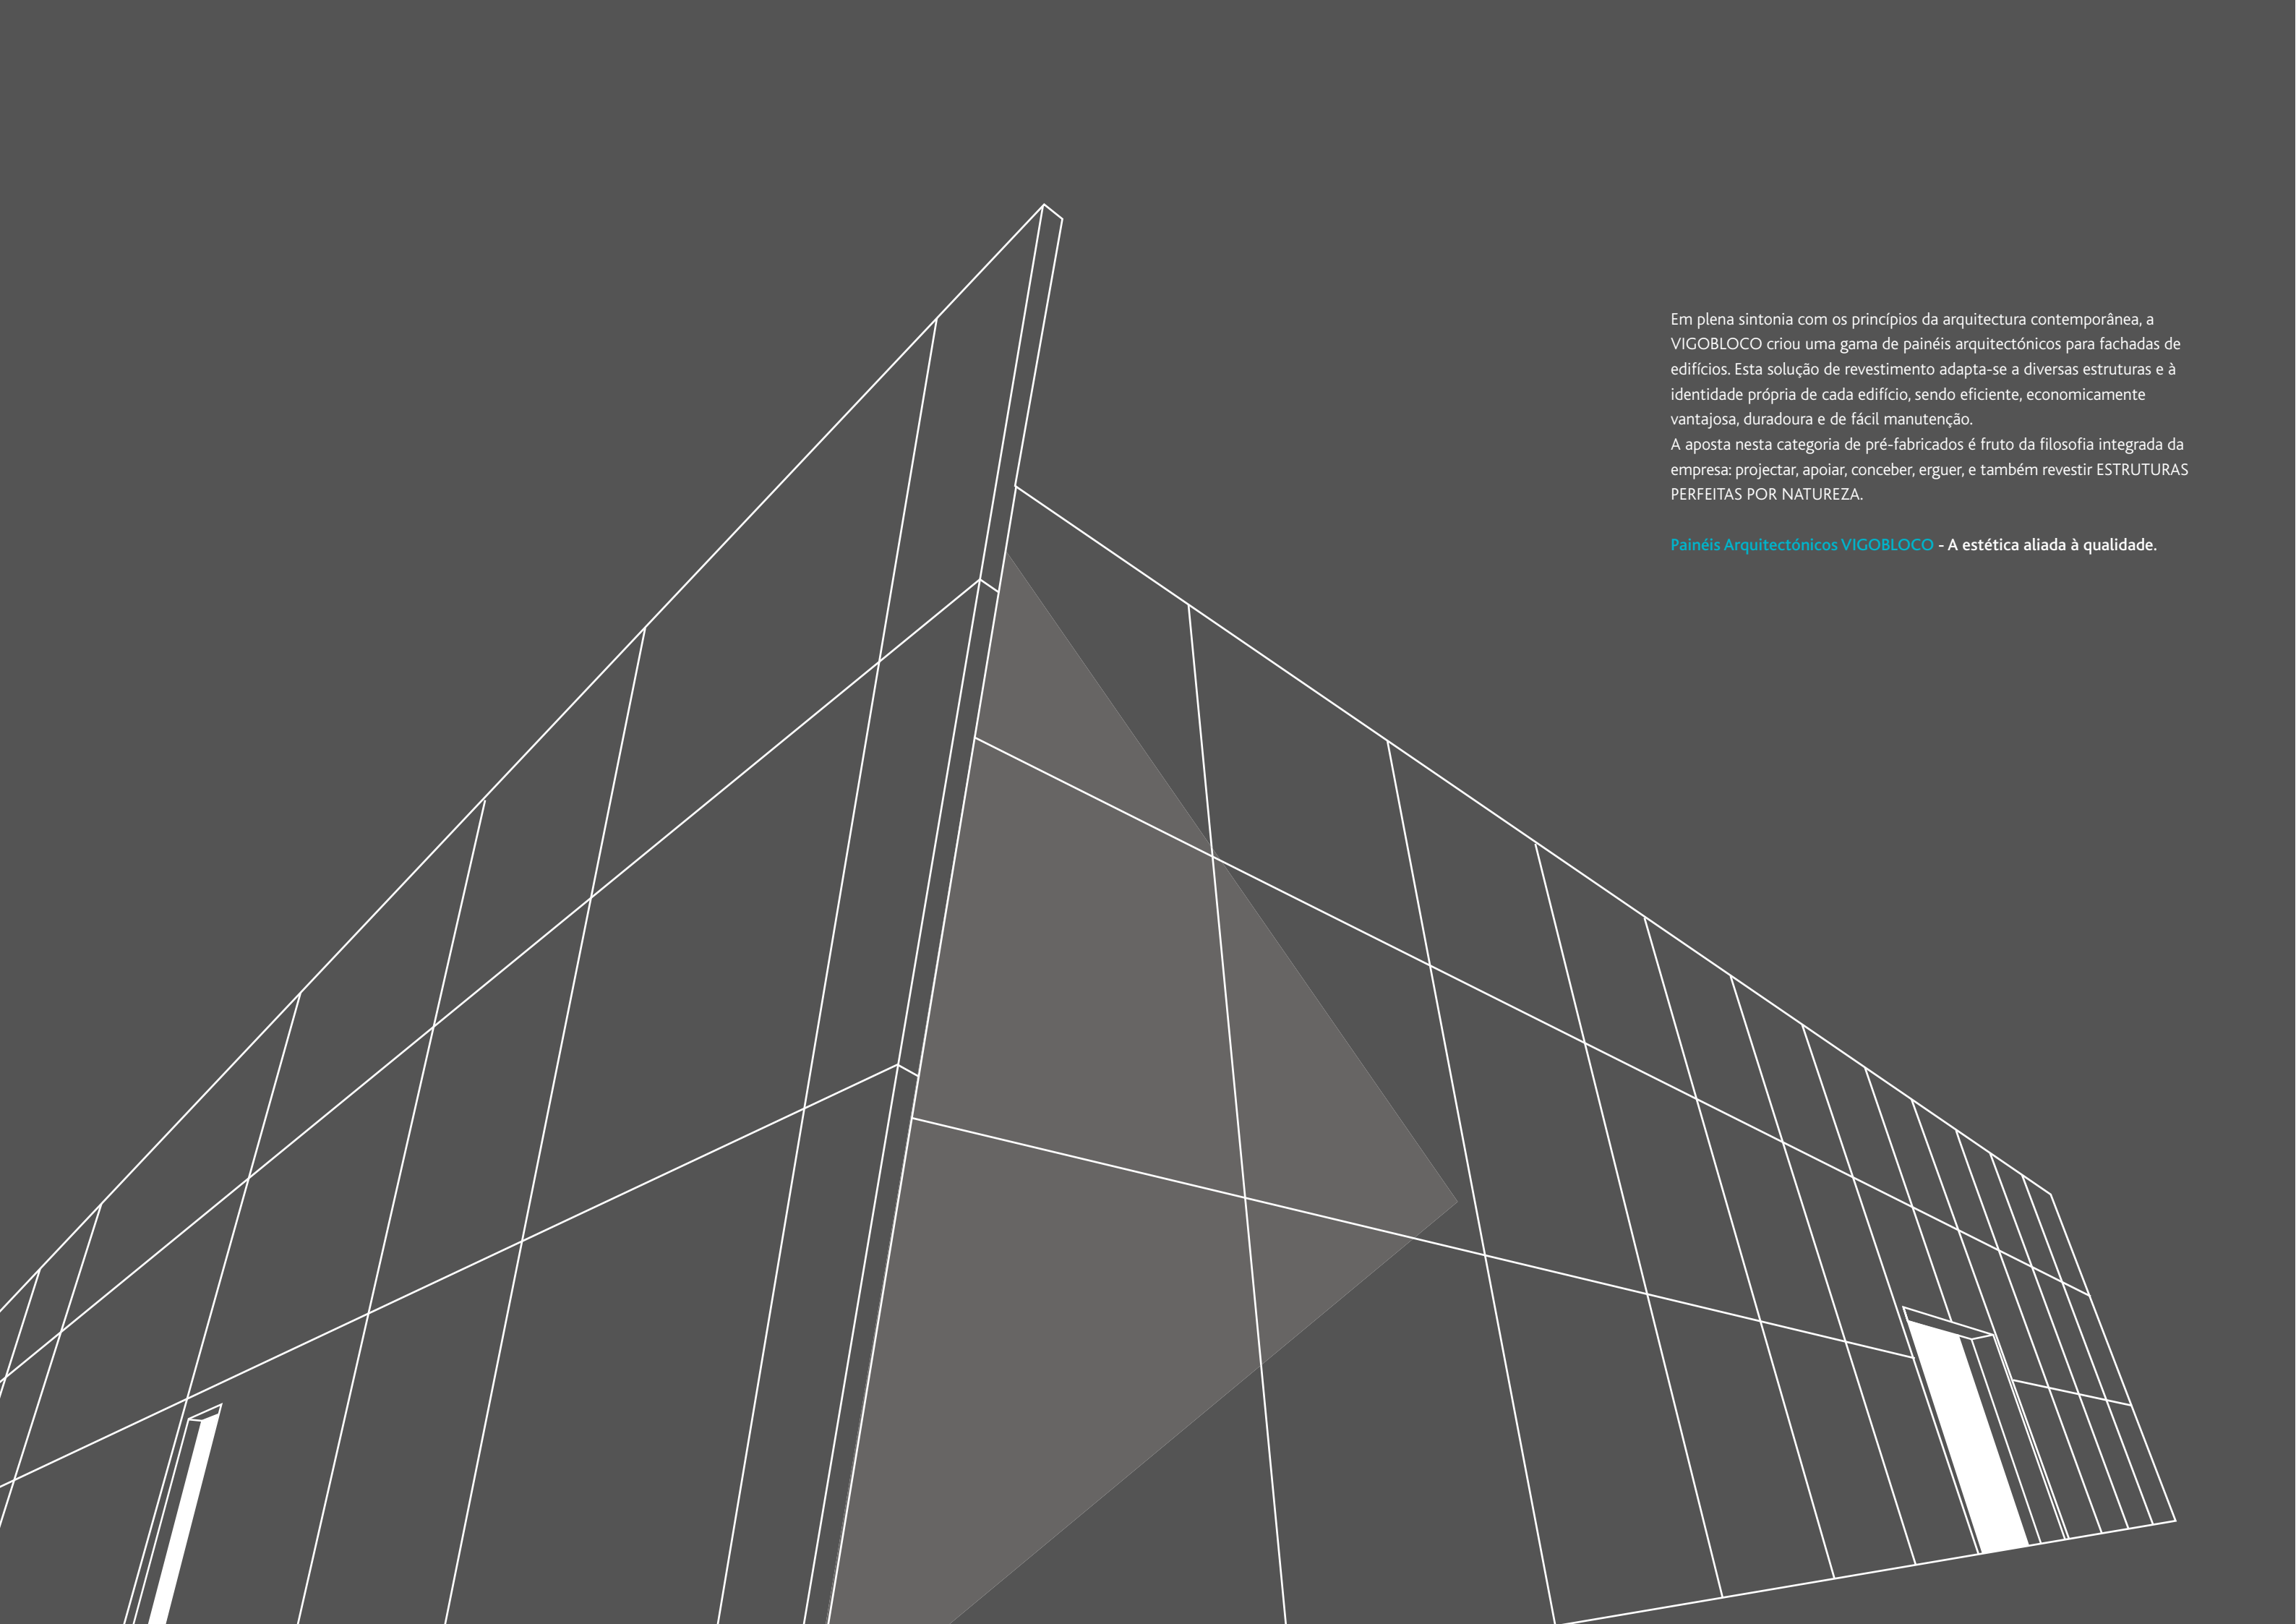 Em plena sintonia com os princípios da arquitectura contemporânea, a
VIGOBLOCO criou uma gama de painéis arquitectónicos para fachadas de
edifícios. Esta solução de revestimento adapta-se a diversas estruturas e à
identidade própria de cada edifício, sendo eficiente, economicamente
vantajosa, duradoura e de fácil manutenção.
A aposta nesta categoria de pré-fabricados é fruto da filosofia integrada da
empresa: projectar, apoiar, conceber, erguer, e também revestir ESTRUTURAS
PERFEITAS POR NATUREZA.
Painéis Arquitectónicos VIGOBLOCO - A estética aliada à qualidade.